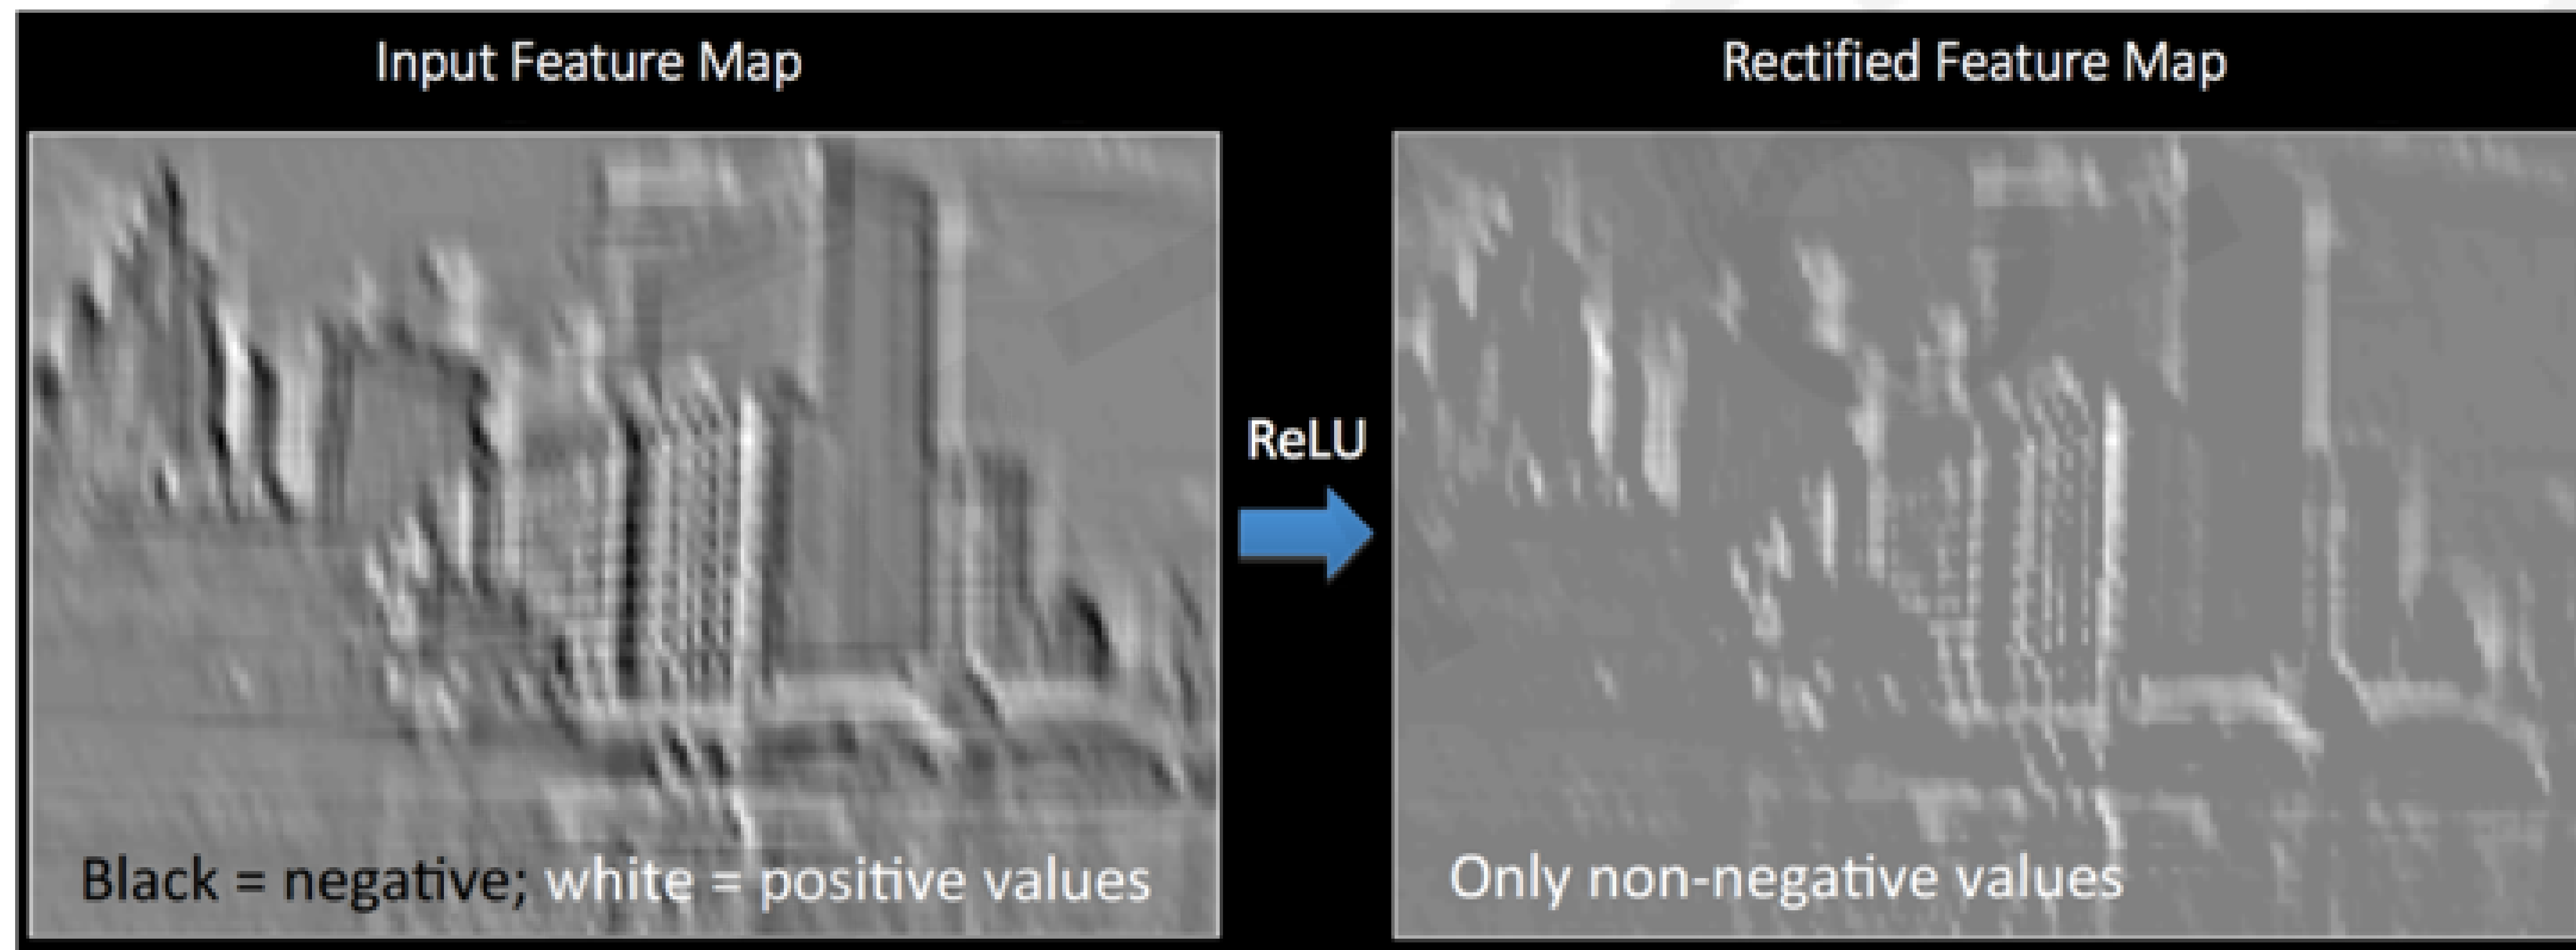 Input Feature Map
Rectified Feature Map
ReLU
Black = negative; white = positive values
Only non-negative values